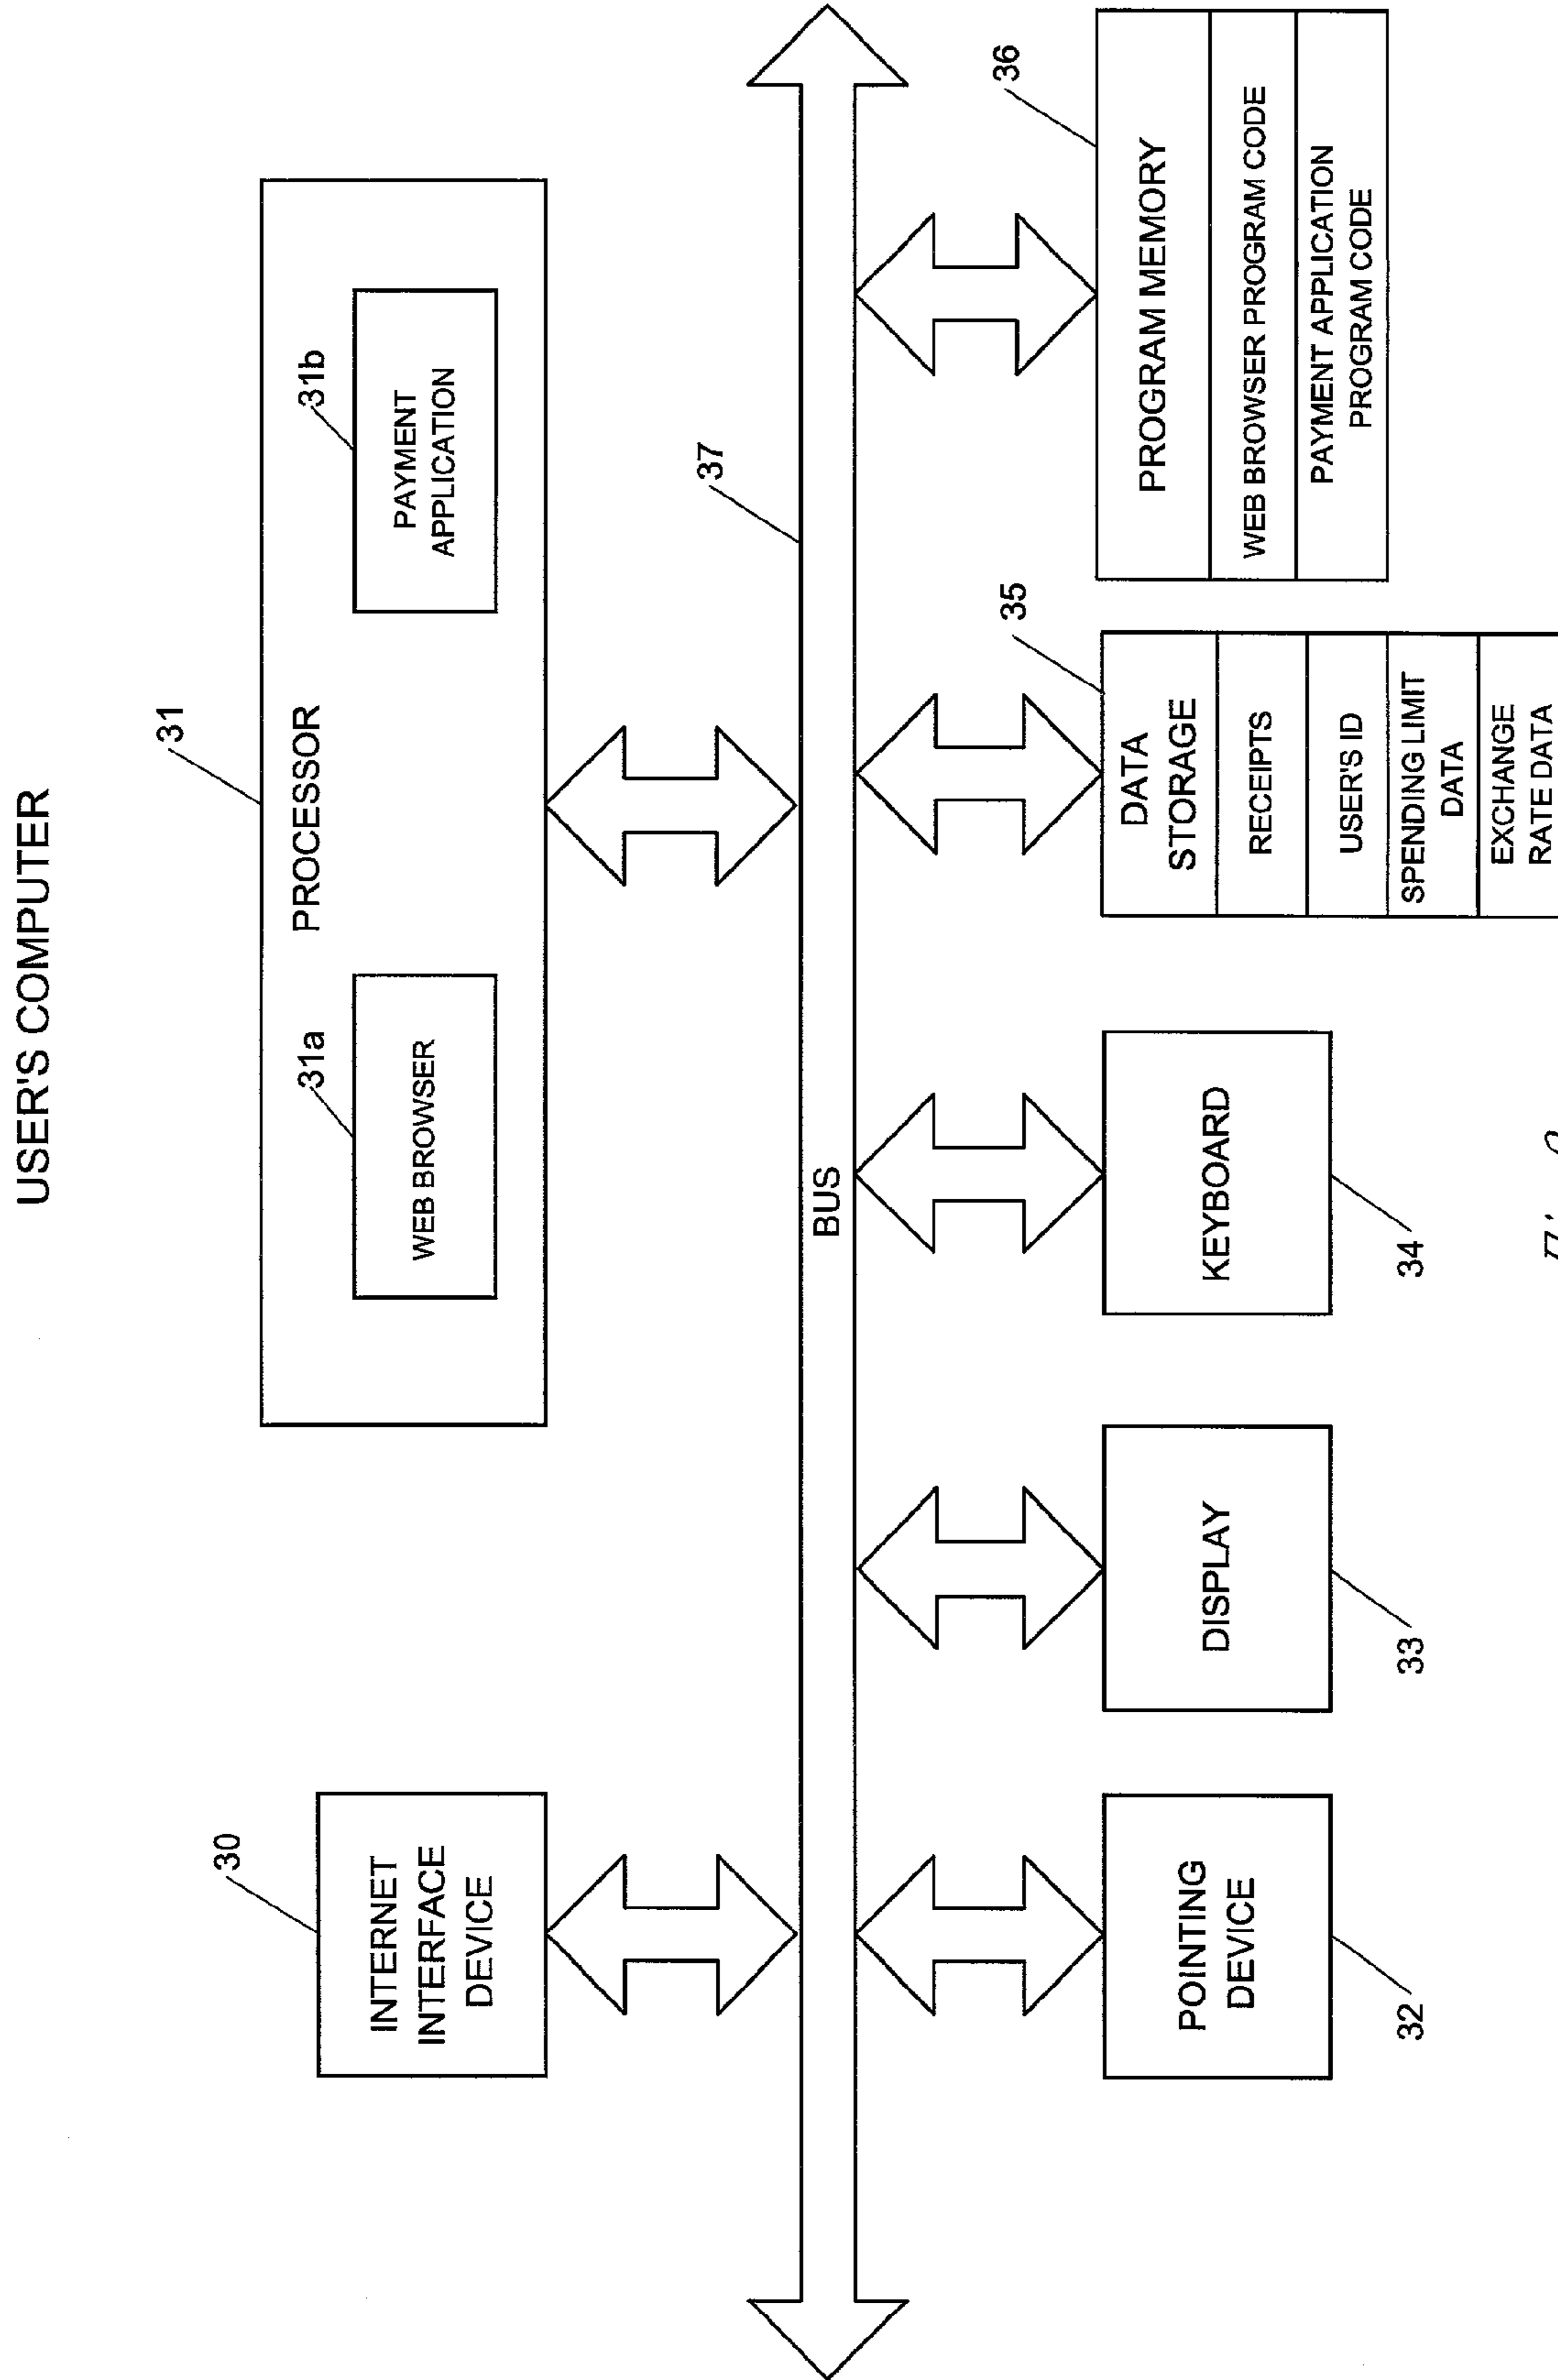 USER'S COMPUTER
30
INTERNET
INTERFACE
DEVICE
31
PROCESSOR
31a
WEB BROWSER
31b
PAYMENT
APPLICATION
37
BUS
POINTING
DEVICE
32
DISPLAY
33
KEYBOARD
34
35
DATA
STORAGE
RECEIPTS
USER'S ID
SPENDING LIMIT
DATA
EXCHANGE
RATE DATA
36
PROGRAM MEMORY
WEB BROWSER PROGRAM CODE
PAYMENT APPLICATION
PROGRAM CODE